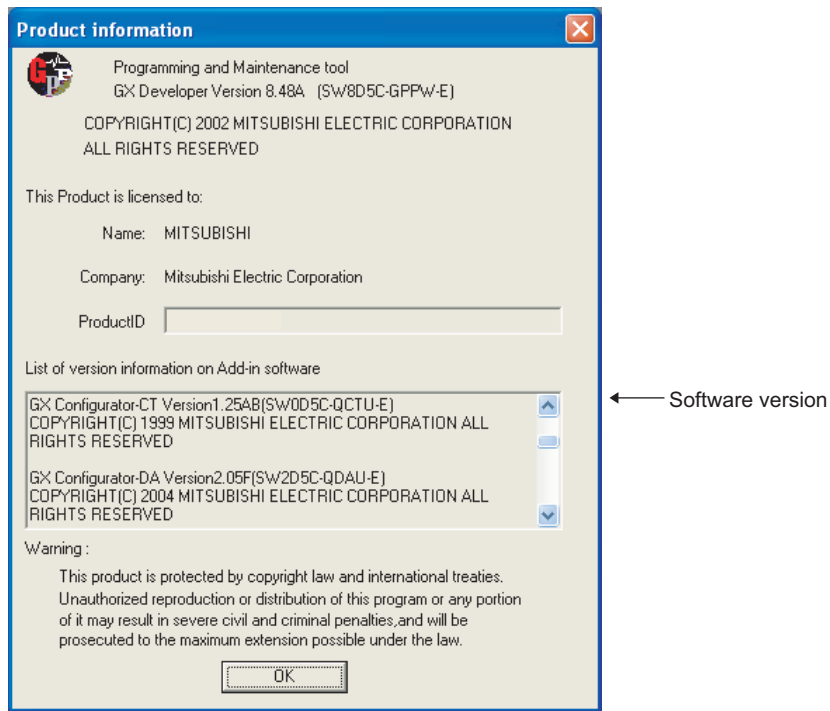 Product information
GPP
Programming and Maintenance tool
GX Developer Version 8.48A (SW8D5C-GPPW-E)
COPYRIGHT(C) 2002 MITSUBISHI ELECTRIC CORPORATION
ALL RIGHTS RESERVED
This Product is licensed to:
Name: MITSUBISHI
Company: Mitsubishi Electric Corporation
ProductID
List of version information on Add-in software
GX Configurator-CT Version1.25AB(SW0D5C-QCTU-E)
COPYRIGHT(C) 1999 MITSUBISHI ELECTRIC CORPORATION ALL
RIGHTS RESERVED
GX Configurator-DA Version2.05F(SW2D5C-QDAU-E)
COPYRIGHT(C) 2004 MITSUBISHI ELECTRIC CORPORATION ALL
RIGHTS RESERVED
Software version
Warning :
This product is protected by copyright law and international treaties.
Unauthorized reproduction or distribution of this program or any portion
of it may result in severe civil and criminal penalties,and will be
prosecuted to the maximum extension possible under the law.
OK